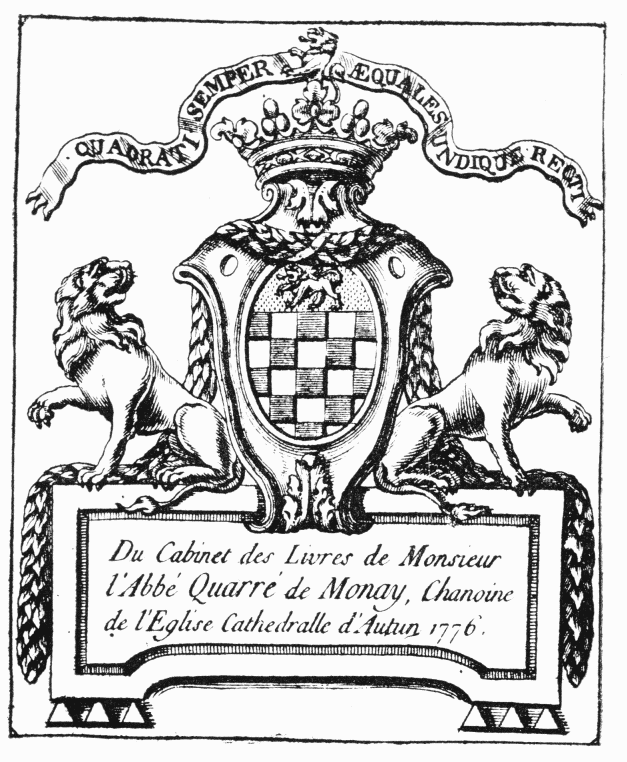 QUADRATI SEMPER ÆQUALES UNDIQUE RECTI
Du Cabinet des Livres de Monsieur
l'Abbé Quarré de Monay, Chanoine
de l'Eglise Cathedralle d'Autun 1776.